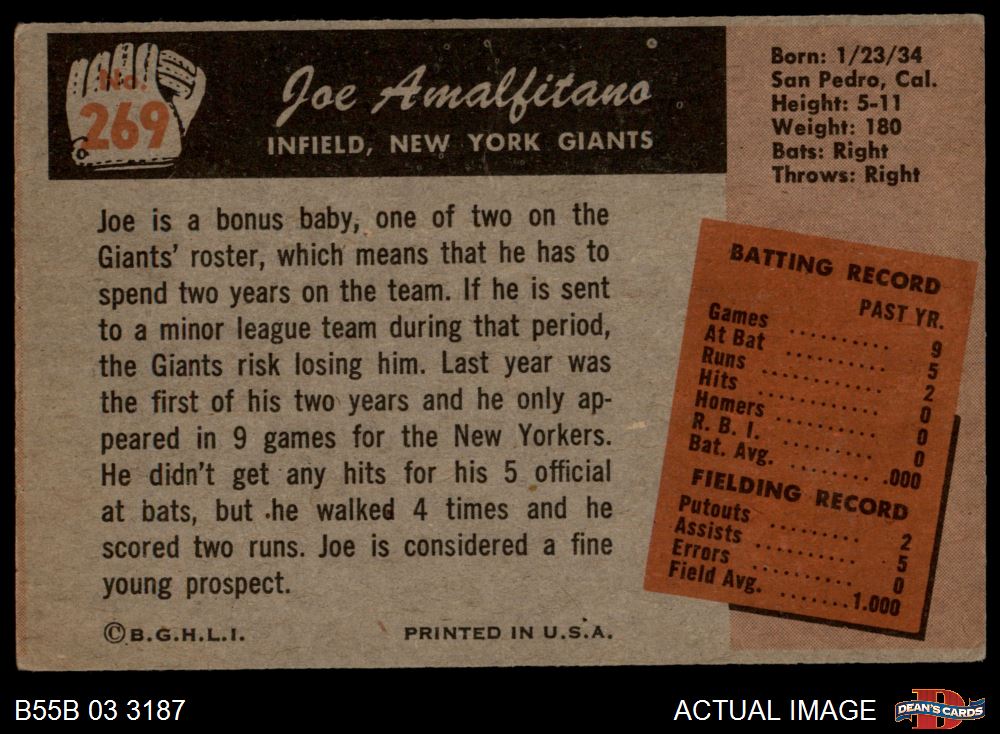 No.
269
Joe Amalfitano
INFIELD, NEW YORK GIANTS
Born: 1/23/34
San Pedro, Cal.
Height: 5-11
Weight: 180
Bats: Right
Throws: Right
Joe is a bonus baby, one of two on the
Giants' roster, which means that he has to
spend two years on the team. If he is sent
to a minor league team during that period,
the Giants risk losing him. Last year was
the first of his two years and he only ap-
peared in 9 games for the New Yorkers.
He didn't get any hits for his 5 official
at bats, but he walked 4 times and he
scored two runs. Joe is considered a fine
young prospect.
BATTING RECORD
PAST YR.
Games ......... 9
At Bat ......... 5
Runs ........... 2
Hits ............ 0
Homers ......... 0
R. B. I. ......... 0
Bat. Avg. ........ .000
FIELDING RECORD
Putouts ........ 2
Assists ......... 5
Errors .......... 0
Field Avg. ....... 1.000
©B.G.H.L.I. PRINTED IN U.S.A.
B55B 03 3187 ACTUAL IMAGE
DEAN'S CARDS